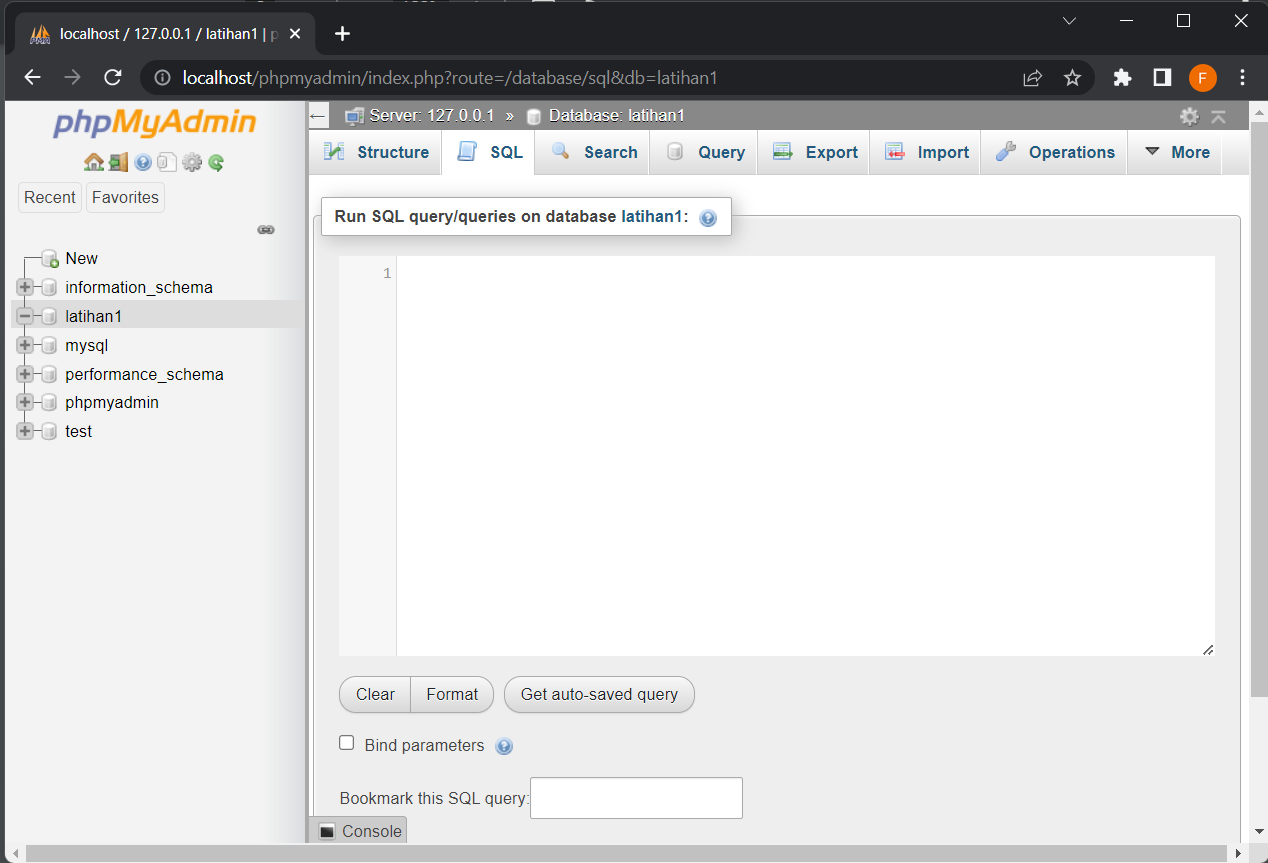 localhost / 127.0.0.1 / latihan1 | p
localhost/phpmyadmin/index.php?route=/database/sql&db=latihan1
F
phpMyAdmin
Recent
Favorites
New
information_schema
latihan1
mysql
performance_schema
phpmyadmin
test
Server: 127.0.0.1 » Database: latihan1
Structure
SQL
Search
Query
Export
Import
Operations
More
Run SQL query/queries on database latihan1:
1
Clear
Format
Get auto-saved query
Bind parameters
Bookmark this SQL query:
Console